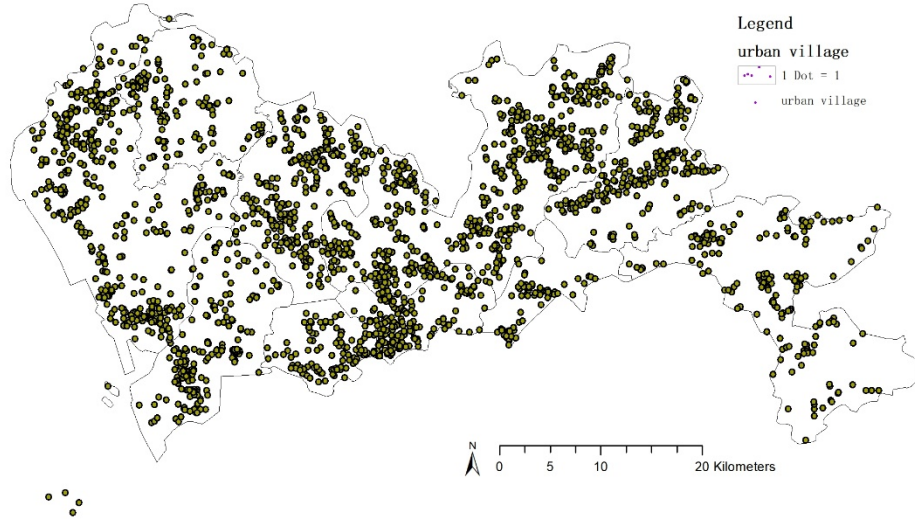 Legend
urban village
1 Dot = 1
urban village
N
0 5 10 20 Kilometers